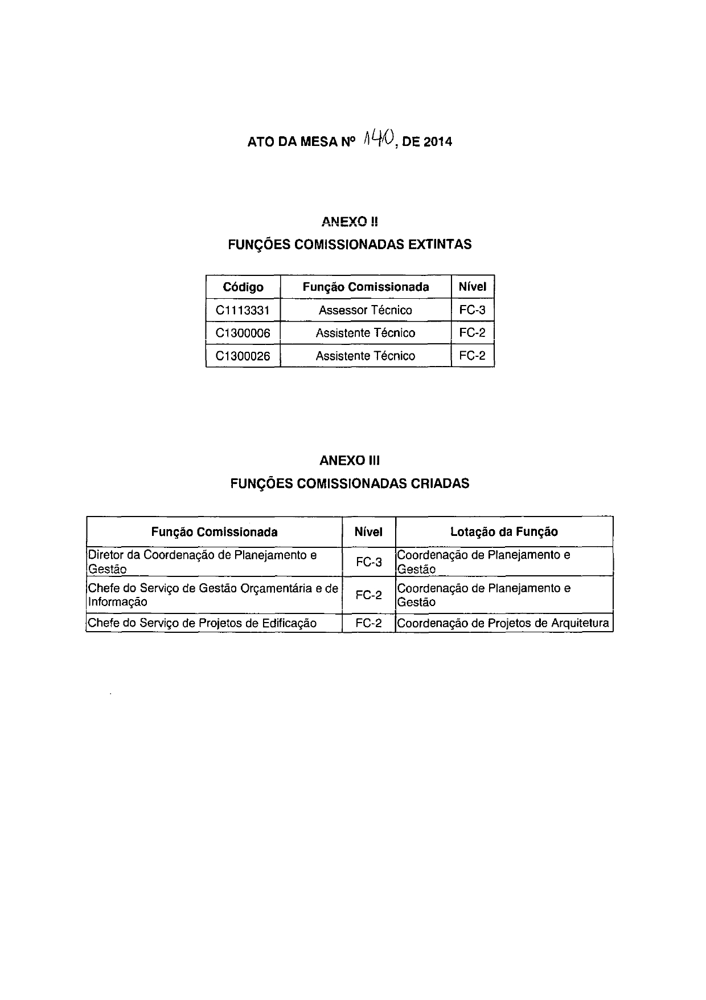 ATO DA MESA Nº 140, DE 2014
ANEXO II
FUNÇÕES COMISSIONADAS EXTINTAS
Código Função Comissionada Nível
C1113331 Assessor Técnico FC-3
C1300006 Assistente Técnico FC-2
C1300026 Assistente Técnico FC-2
ANEXO III
FUNÇÕES COMISSIONADAS CRIADAS
Função Comissionada Nível Lotação da Função
Diretor da Coordenação de Planejamento e
Gestão
FC-3
Coordenação de Planejamento e
Gestão
Chefe do Serviço de Gestão Orçamentária e de
Informação
FC-2
Coordenação de Planejamento e
Gestão
Chefe do Serviço de Projetos de Edificação FC-2 Coordenação de Projetos de Arquitetura